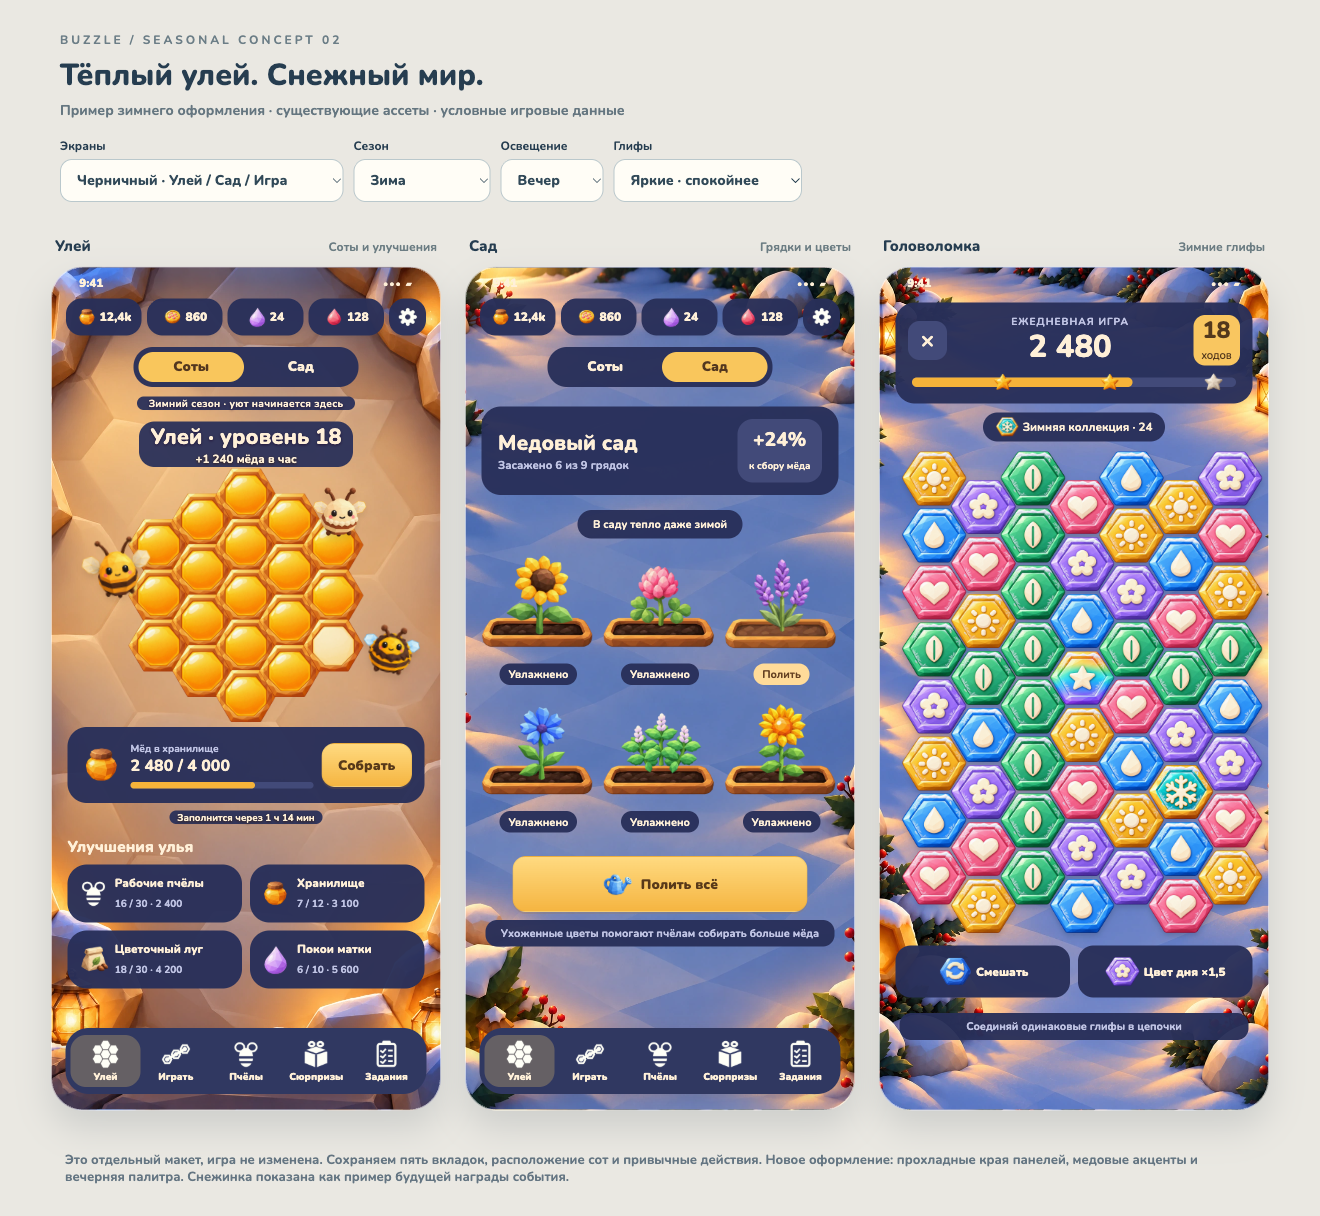 BUZZLE / SEASONAL CONCEPT 02
Тёплый улей. Снежный мир.
Пример зимнего оформления · существующие ассеты · условные игровые данные
Экраны
Сезон
Освещение
Глифы
Черничный · Улей / Сад / Игра
Зима
Вечер
Яркие · спокойнее
Улей
Соты и улучшения
9:41
12,4k
860
24
128
Соты
Сад
Зимний сезон · уют начинается здесь
Улей · уровень 18
+1 240 мёда в час
Мёд в хранилище
2 480 / 4 000
Собрать
Заполнится через 1 ч 14 мин
Улучшения улья
Рабочие пчёлы
16 / 30 · 2 400
Хранилище
7 / 12 · 3 100
Цветочный луг
18 / 30 · 4 200
Покои матки
6 / 10 · 5 600
Улей
Играть
Пчёлы
Сюрпризы
Задания
Сад
Грядки и цветы
12,4k
860
24
128
Соты
Сад
Медовый сад
Засажено 6 из 9 грядок
+24%
к сбору мёда
В саду тепло даже зимой
Увлажнено
Увлажнено
Полить
Увлажнено
Увлажнено
Увлажнено
Полить всё
Ухоженные цветы помогают пчёлам собирать больше мёда
Улей
Играть
Пчёлы
Сюрпризы
Задания
Головоломка
Зимние глифы
9:41
ЕЖЕДНЕВНАЯ ИГРА
2 480
18
ходов
Зимняя коллекция · 24
Смешать
Цвет дня ×1,5
Соединяй одинаковые глифы в цепочки
Это отдельный макет, игра не изменена. Сохраняем пять вкладок, расположение сот и привычные действия. Новое оформление: прохладные края панелей, медовые акценты и
вечерняя палитра. Снежинка показана как пример будущей награды события.